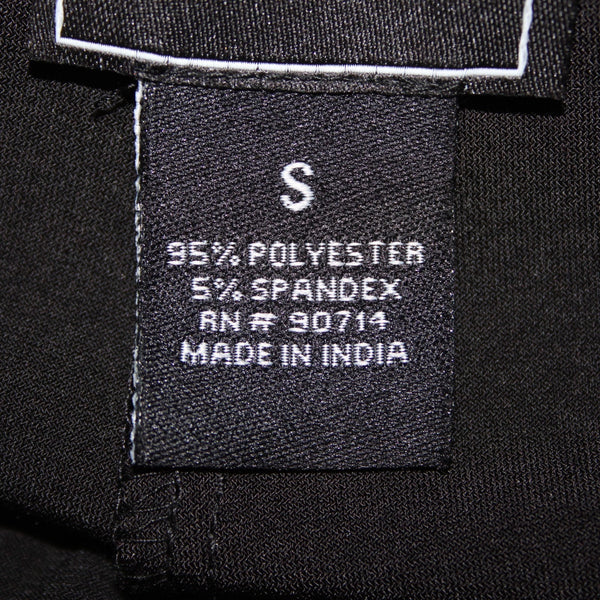 S
95% POLYESTER
5% SPANDEX
RN # 90714
MADE IN INDIA